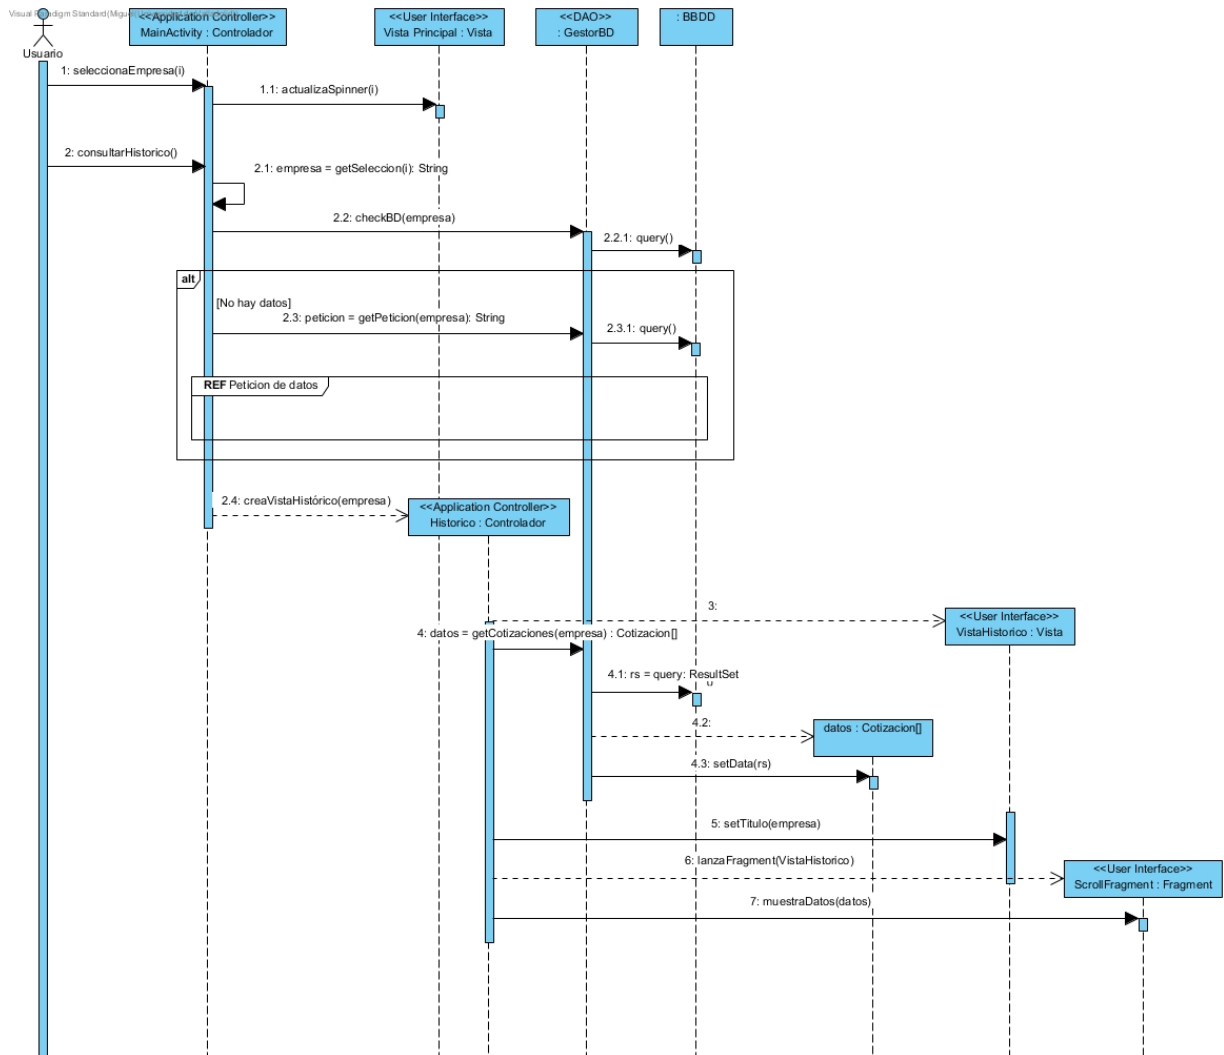 Visual Paradigm Standard(Miguel
<<Application Controller>>
MainActivity : Controlador
<<User Interface>>
Vista Principal : Vista
<<DAO>>
: GestorBD
: BBDD
Usuario
1: seleccionaEmpresa(i)
1.1: actualizaSpinner(i)
2: consultarHistorico()
2.1: empresa = getSeleccion(i): String
2.2: checkBD(empresa)
2.2.1: query()
alt
[No hay datos]
2.3: peticion = getPeticion(empresa): String
2.3.1: query()
REF Peticion de datos
2.4: creaVistaHistórico(empresa)
<<Application Controller>>
Historico : Controlador
3:
<<User Interface>>
VistaHistorico : Vista
4: datos = getCotizaciones(empresa) : Cotizacion[]
4.1: rs = query: ResultSet
4.2:
datos : Cotizacion[]
4.3: setData(rs)
5: setTitulo(empresa)
6: lanzaFragment(VistaHistorico)
<<User Interface>>
ScrollFragment : Fragment
7: muestraDatos(datos)